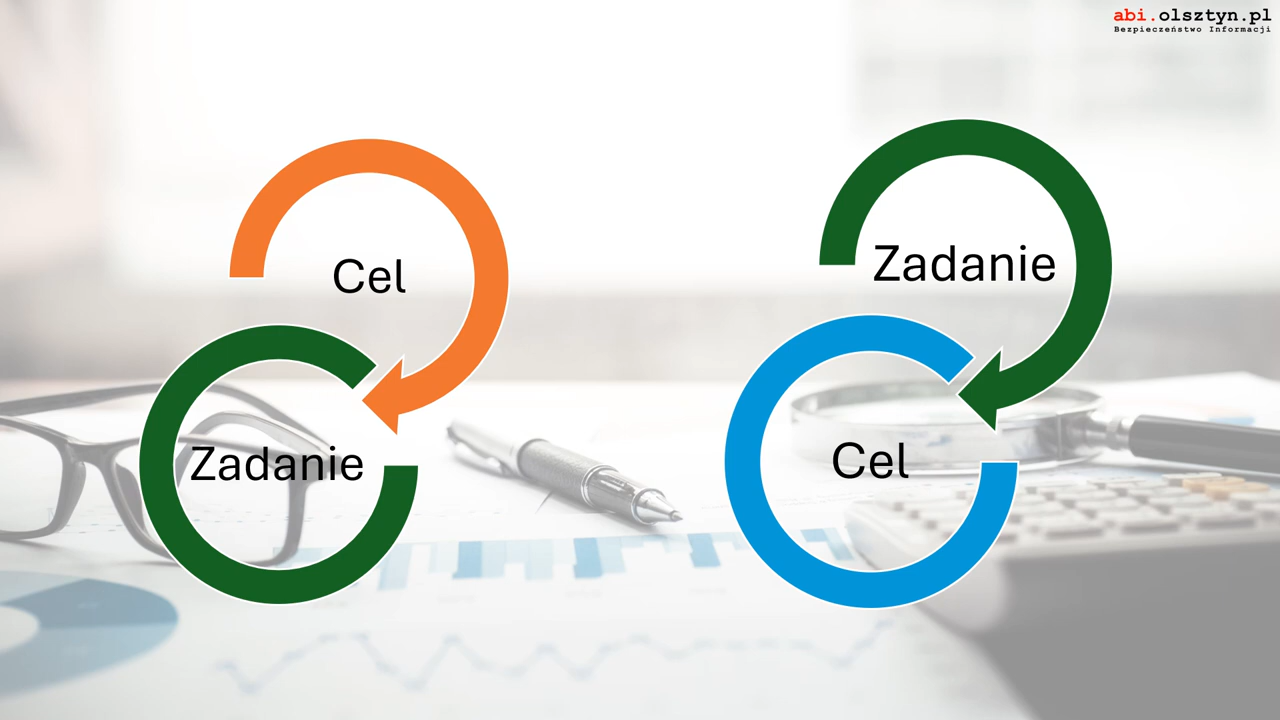 abi.olsztyn.pl
Bezpieczeństwo Informacji
Cel
Zadanie
Zadanie
Cel